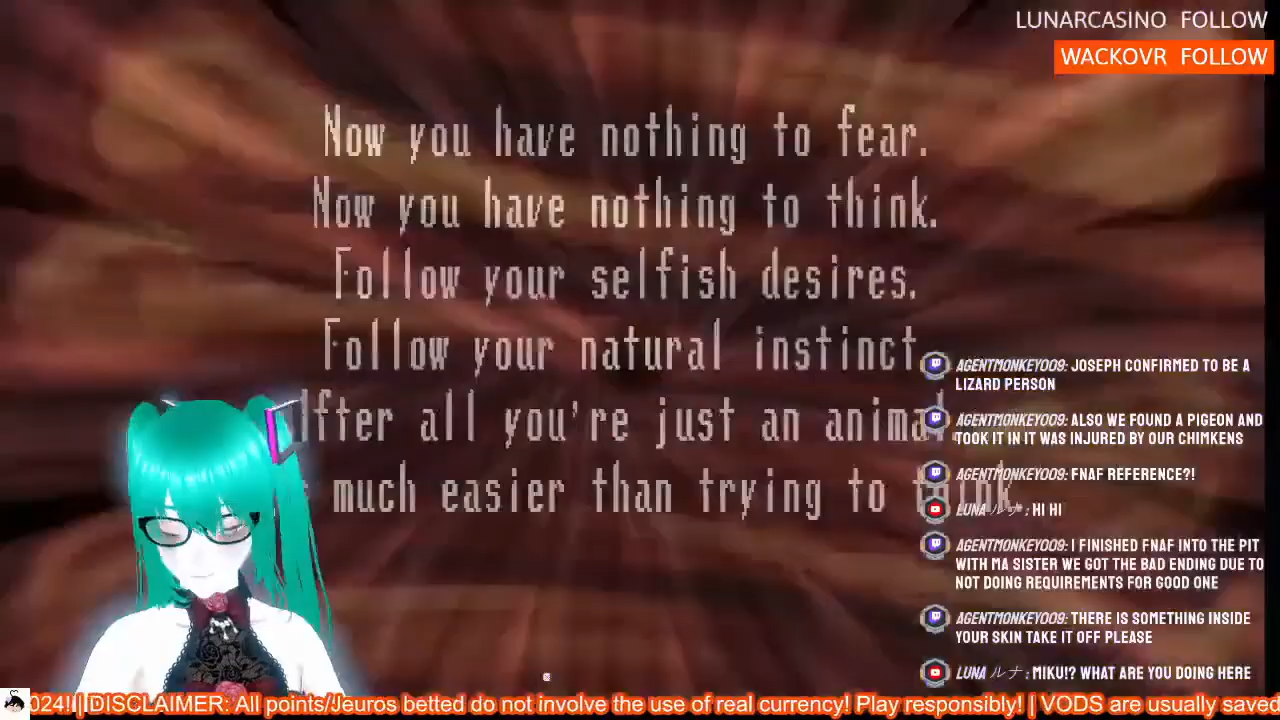 LUNARCASINO FOLLOW
WACKOVR FOLLOW
Now you have nothing to fear.
Now you have nothing to think.
Follow your selfish desires.
Follow your natural instinct
After all you're just an animal
much easier than trying to think
AGENTMONKEY009: JOSEPH CONFIRMED TO BE A
LIZARD PERSON
AGENTMONKEY009: ALSO WE FOUND A PIGEON AND
TOOK IT IN IT WAS INJURED BY OUR CHIMKENS
AGENTMONKEY009: FNAF REFERENCE?!
LUNA ルナ : HI HI
AGENTMONKEY009: I FINISHED FNAF INTO THE PIT
WITH MA SISTER WE GOT THE BAD ENDING DUE TO
NOT DOING REQUIREMENTS FOR GOOD ONE
AGENTMONKEY009: THERE IS SOMETHING INSIDE
YOUR SKIN TAKE IT OFF PLEASE
LUNA ルナ : MIKU!? WHAT ARE YOU DOING HERE
024!! | DISCLAIMER: All points/Jeuros betted do not involve the use of real currency! Play responsibly! | VODS are usually saved